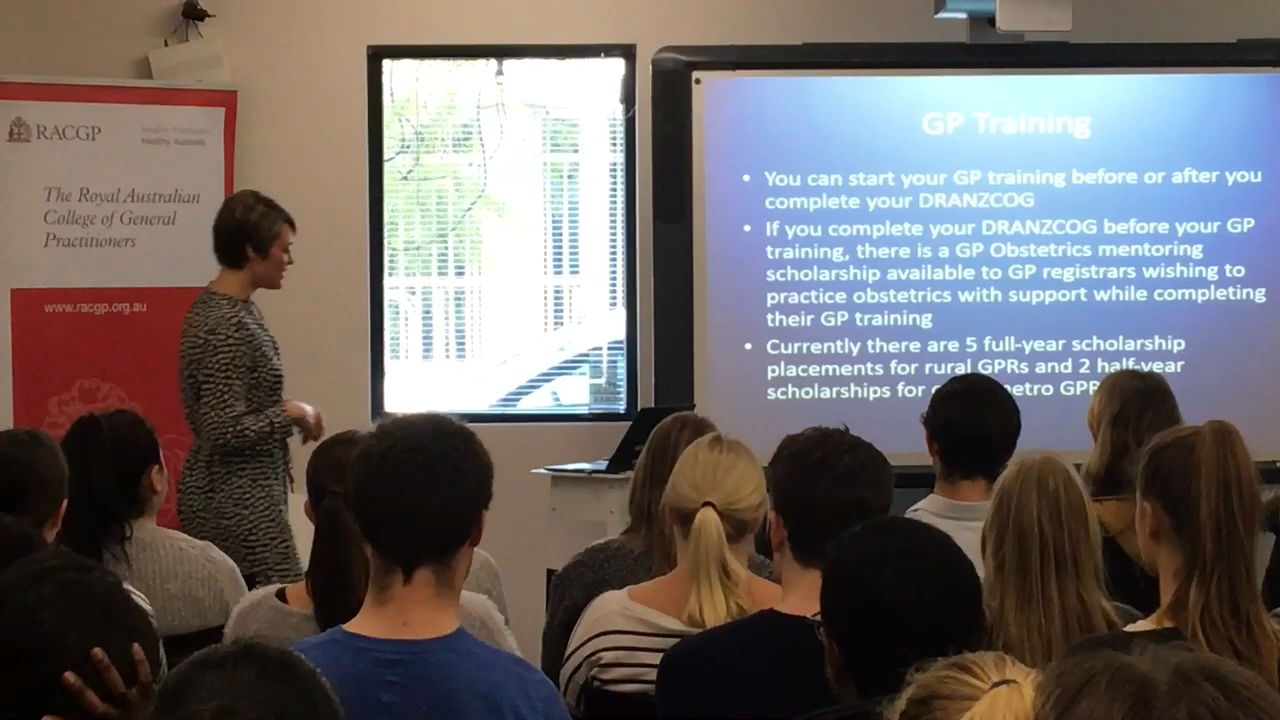 RACGP
Healthy Profession.
Healthy Australia.
The Royal Australian
College of General
Practitioners
www.racgp.org.au
GP Training
• You can start your GP training before or after you
complete your DRANZCOG
• If you complete your DRANZCOG before your GP
training, there is a GP Obstetrics mentoring
scholarship available to GP registrars wishing to
practice obstetrics with support while completing
their GP training
• Currently there are 5 full-year scholarship
placements for rural GPRs and 2 half-year
scholarships for